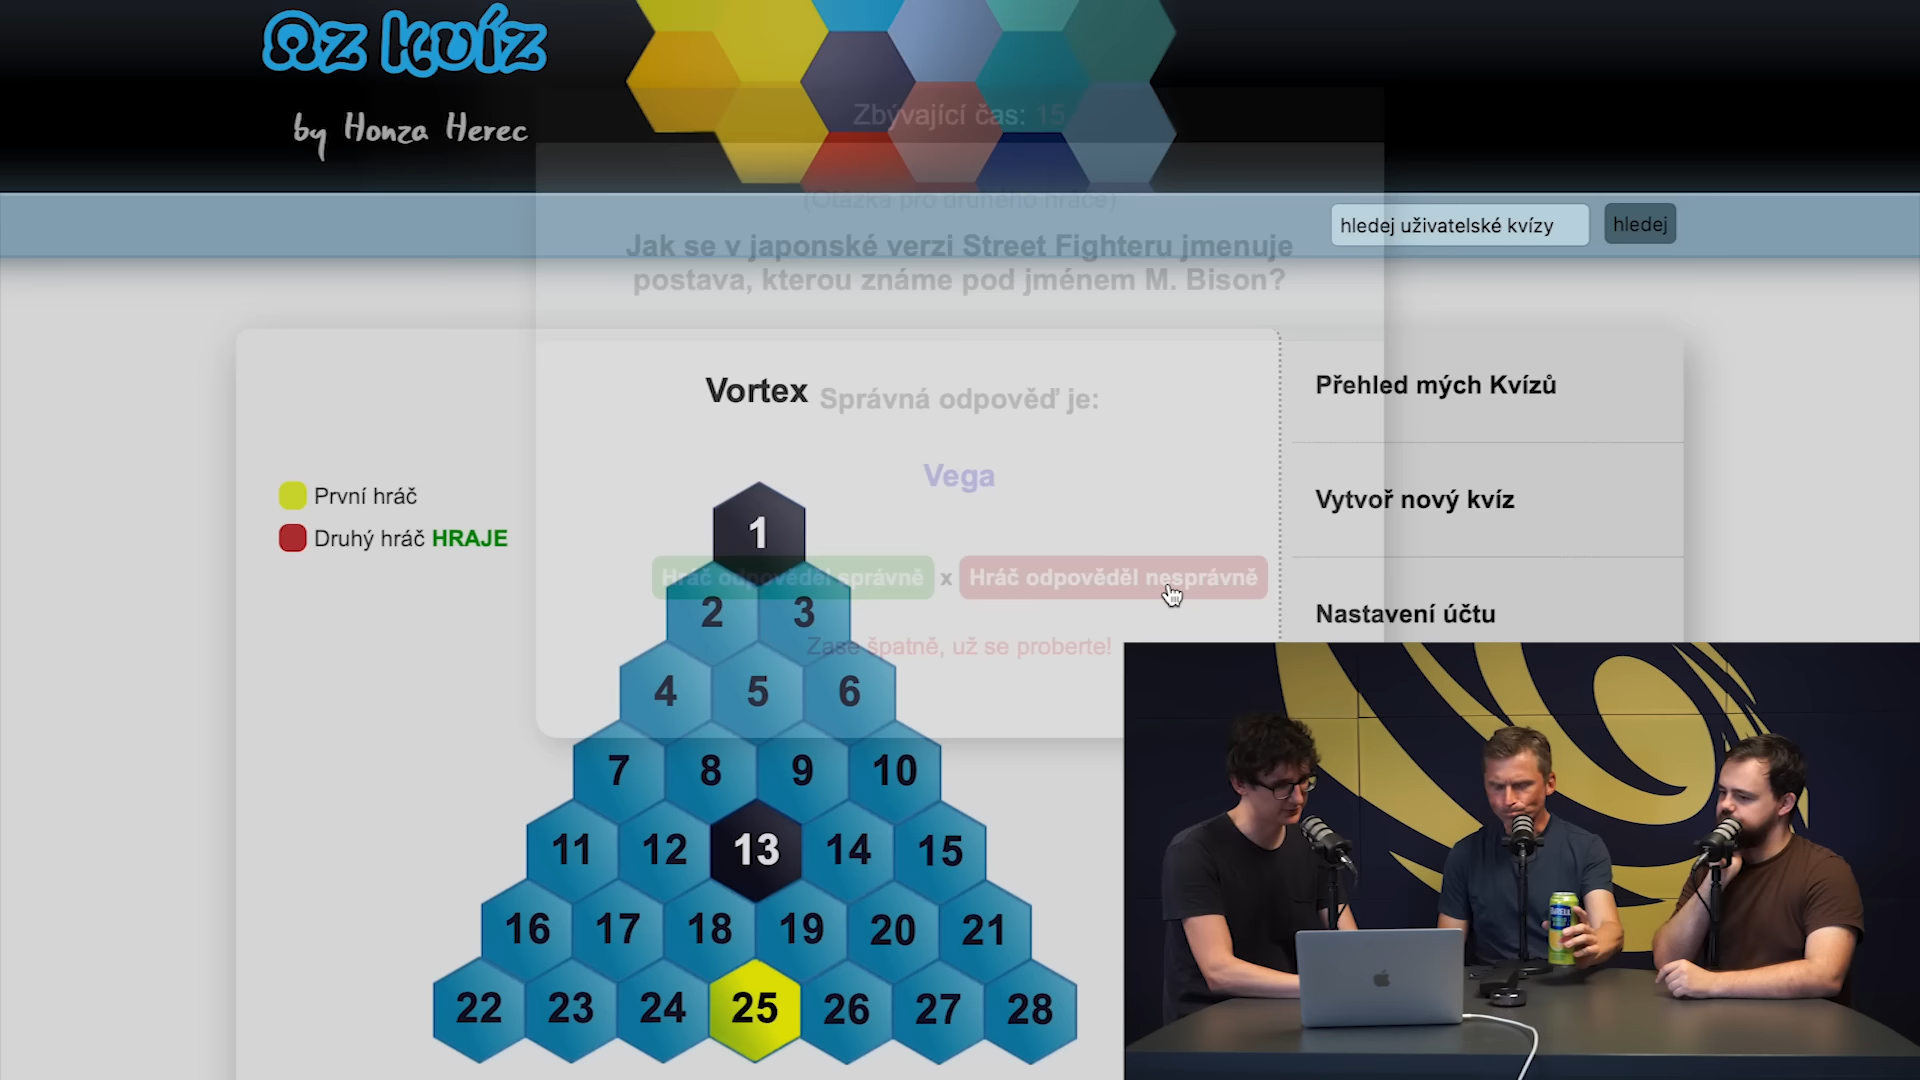 AZ kvíz
by Honza Herec
Zbývající čas: 15
(Otázka pro druhého hráče)
hledej uživatelské kvízy
hledej
Jak se v japonské verzi Street Fighteru jmenuje
postava, kterou známe pod jménem M. Bison?
Vortex
Správná odpověď je:
Vega
Přehled mých Kvízů
Vytvoř nový kvíz
Nastavení účtu
První hráč
Druhý hráč HRAJE
Hráč odpověděl správně x Hráč odpověděl nesprávně
Zase špatně, už se proberte!
1
2 3
4 5 6
7 8 9 10
11 12 13 14 15
16 17 18 19 20 21
22 23 24 25 26 27 28